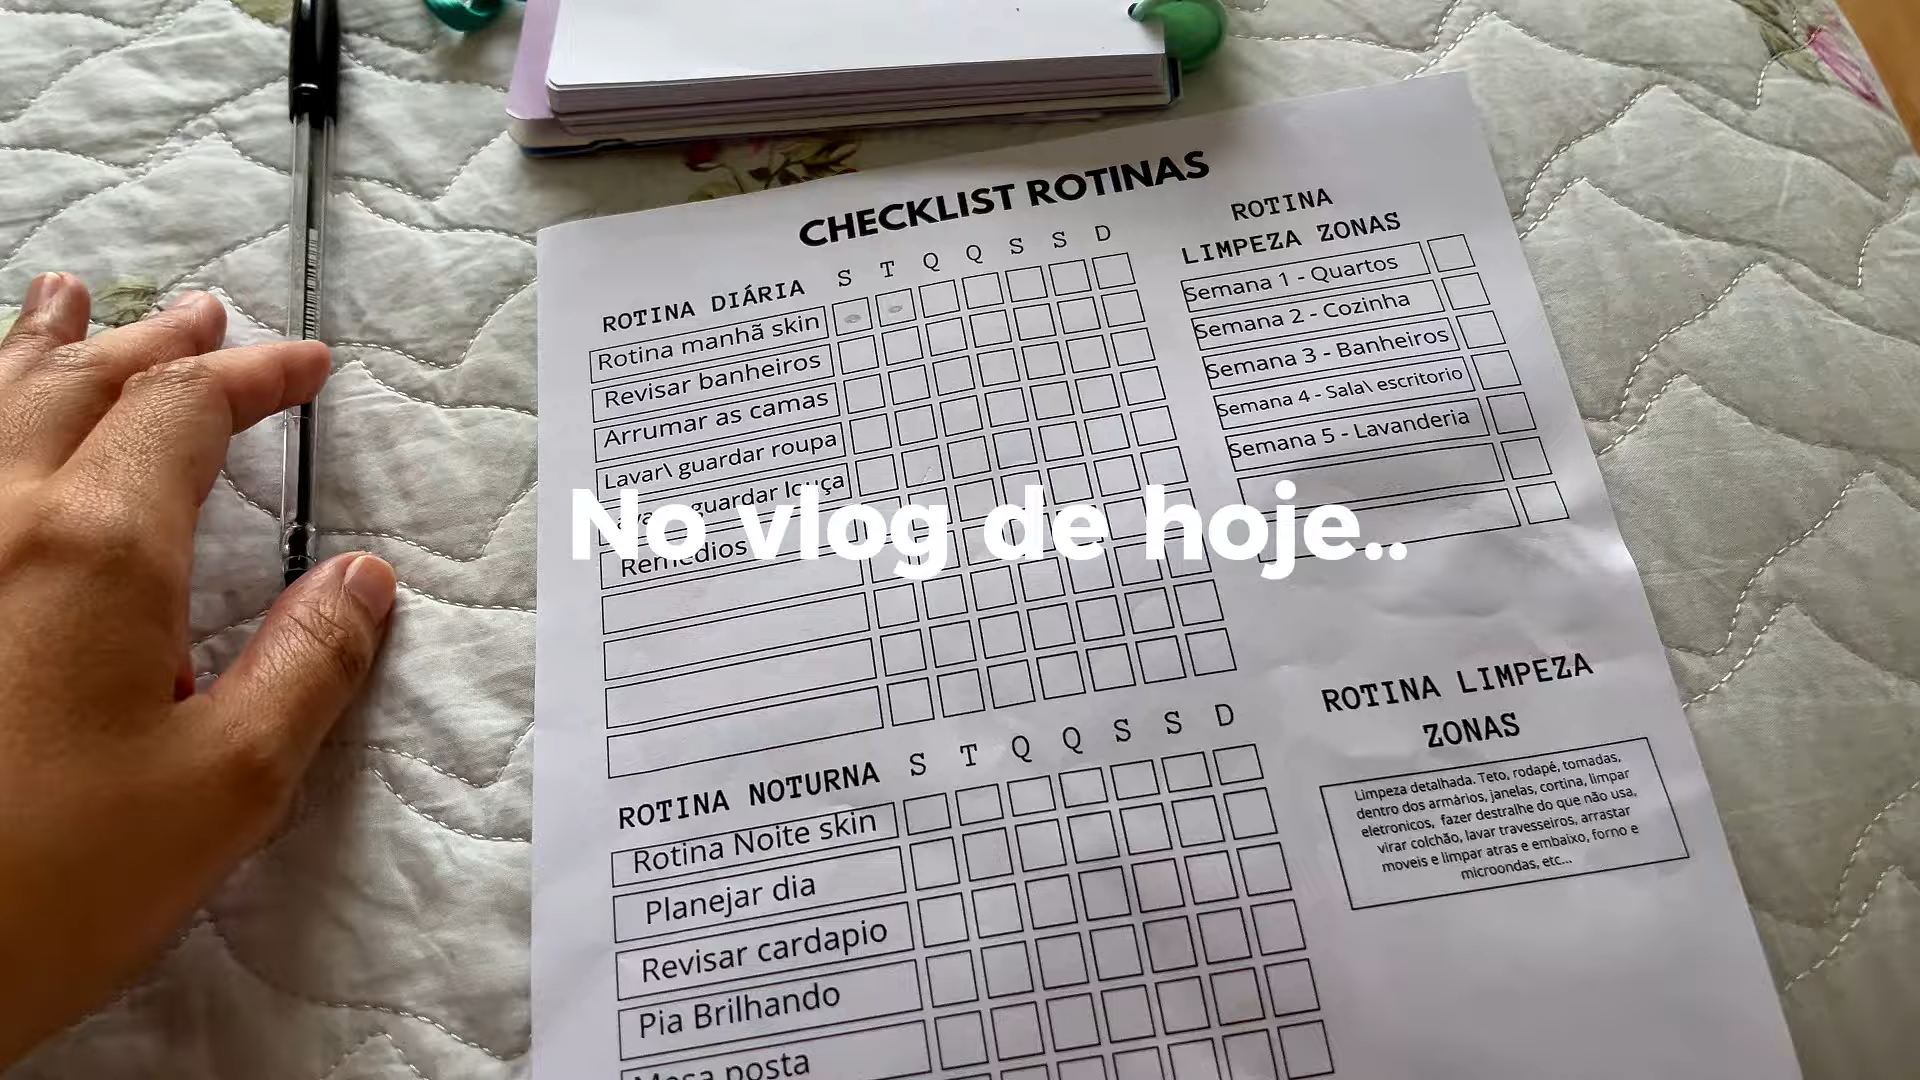 CHECKLIST ROTINAS
ROTINA DIÁRIA S T Q Q S S D
Rotina manhã skin
Revisar banheiros
Arrumar as camas
Lavar\ guardar roupa
guardar louça
Remédios
ROTINA
LIMPEZA ZONAS
Semana 1 - Quartos
Semana 2 - Cozinha
Semana 3 - Banheiros
Semana 4 - Sala\ escritorio
Semana 5 - Lavanderia
No vlog de hoje..
ROTINA NOTURNA S T Q Q S S D
Rotina Noite skin
Planejar dia
Revisar cardapio
Pia Brilhando
Mesa posta
ROTINA LIMPEZA
ZONAS
Limpeza detalhada. Teto, rodapé, tomadas,
dentro dos armários, janelas, cortina, limpar
eletronicos, fazer destralhe do que não usa,
virar colchão, lavar travesseiros, arrastar
moveis e limpar atras e embaixo, forno e
microondas, etc...